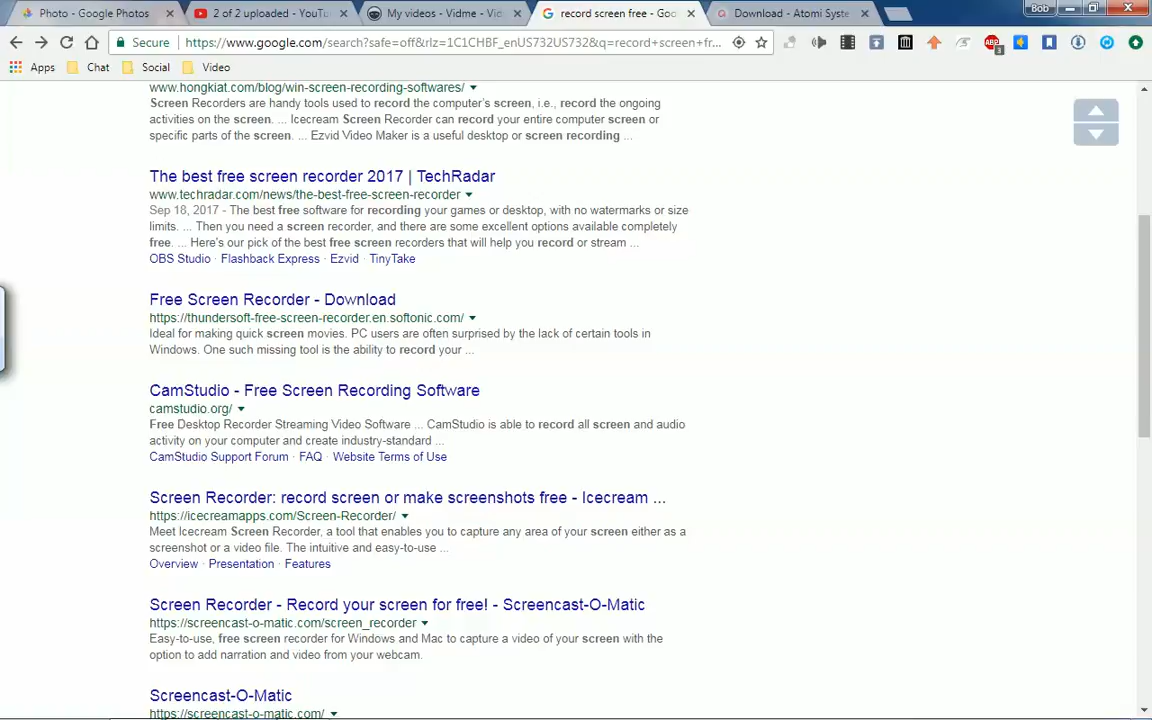 Photo - Google Photos
2 of 2 uploaded - YouTu
My videos - Vidme - Vid
record screen free - Goo
Download - Atomi Syste
Bob
Secure
https://www.google.com/search?safe=off&rlz=1C1CHBF_enUS732US732&q=record+screen+fr...
ABP
3
Apps
Chat
Social
Video
www.hongkiat.com/blog/win-screen-recording-softwares/
Screen Recorders are handy tools used to record the computer's screen, i.e., record the ongoing
activities on the screen. ... Icecream Screen Recorder can record your entire computer screen or
specific parts of the screen. ... Ezvid Video Maker is a useful desktop or screen recording ...
The best free screen recorder 2017 | TechRadar
www.techradar.com/news/the-best-free-screen-recorder
Sep 18, 2017 - The best free software for recording your games or desktop, with no watermarks or size
limits. ... Then you need a screen recorder, and there are some excellent options available completely
free. ... Here's our pick of the best free screen recorders that will help you record or stream ...
OBS Studio · Flashback Express · Ezvid · TinyTake
Free Screen Recorder - Download
https://thundersoft-free-screen-recorder.en.softonic.com/
Ideal for making quick screen movies. PC users are often surprised by the lack of certain tools in
Windows. One such missing tool is the ability to record your ...
CamStudio - Free Screen Recording Software
camstudio.org/
Free Desktop Recorder Streaming Video Software ... CamStudio is able to record all screen and audio
activity on your computer and create industry-standard ...
CamStudio Support Forum · FAQ · Website Terms of Use
Screen Recorder: record screen or make screenshots free - Icecream ...
https://icecreamapps.com/Screen-Recorder/
Meet Icecream Screen Recorder, a tool that enables you to capture any area of your screen either as a
screenshot or a video file. The intuitive and easy-to-use ...
Overview · Presentation · Features
Screen Recorder - Record your screen for free! - Screencast-O-Matic
https://screencast-o-matic.com/screen_recorder
Easy-to-use, free screen recorder for Windows and Mac to capture a video of your screen with the
option to add narration and video from your webcam.
Screencast-O-Matic
https://screencast-o-matic.com/